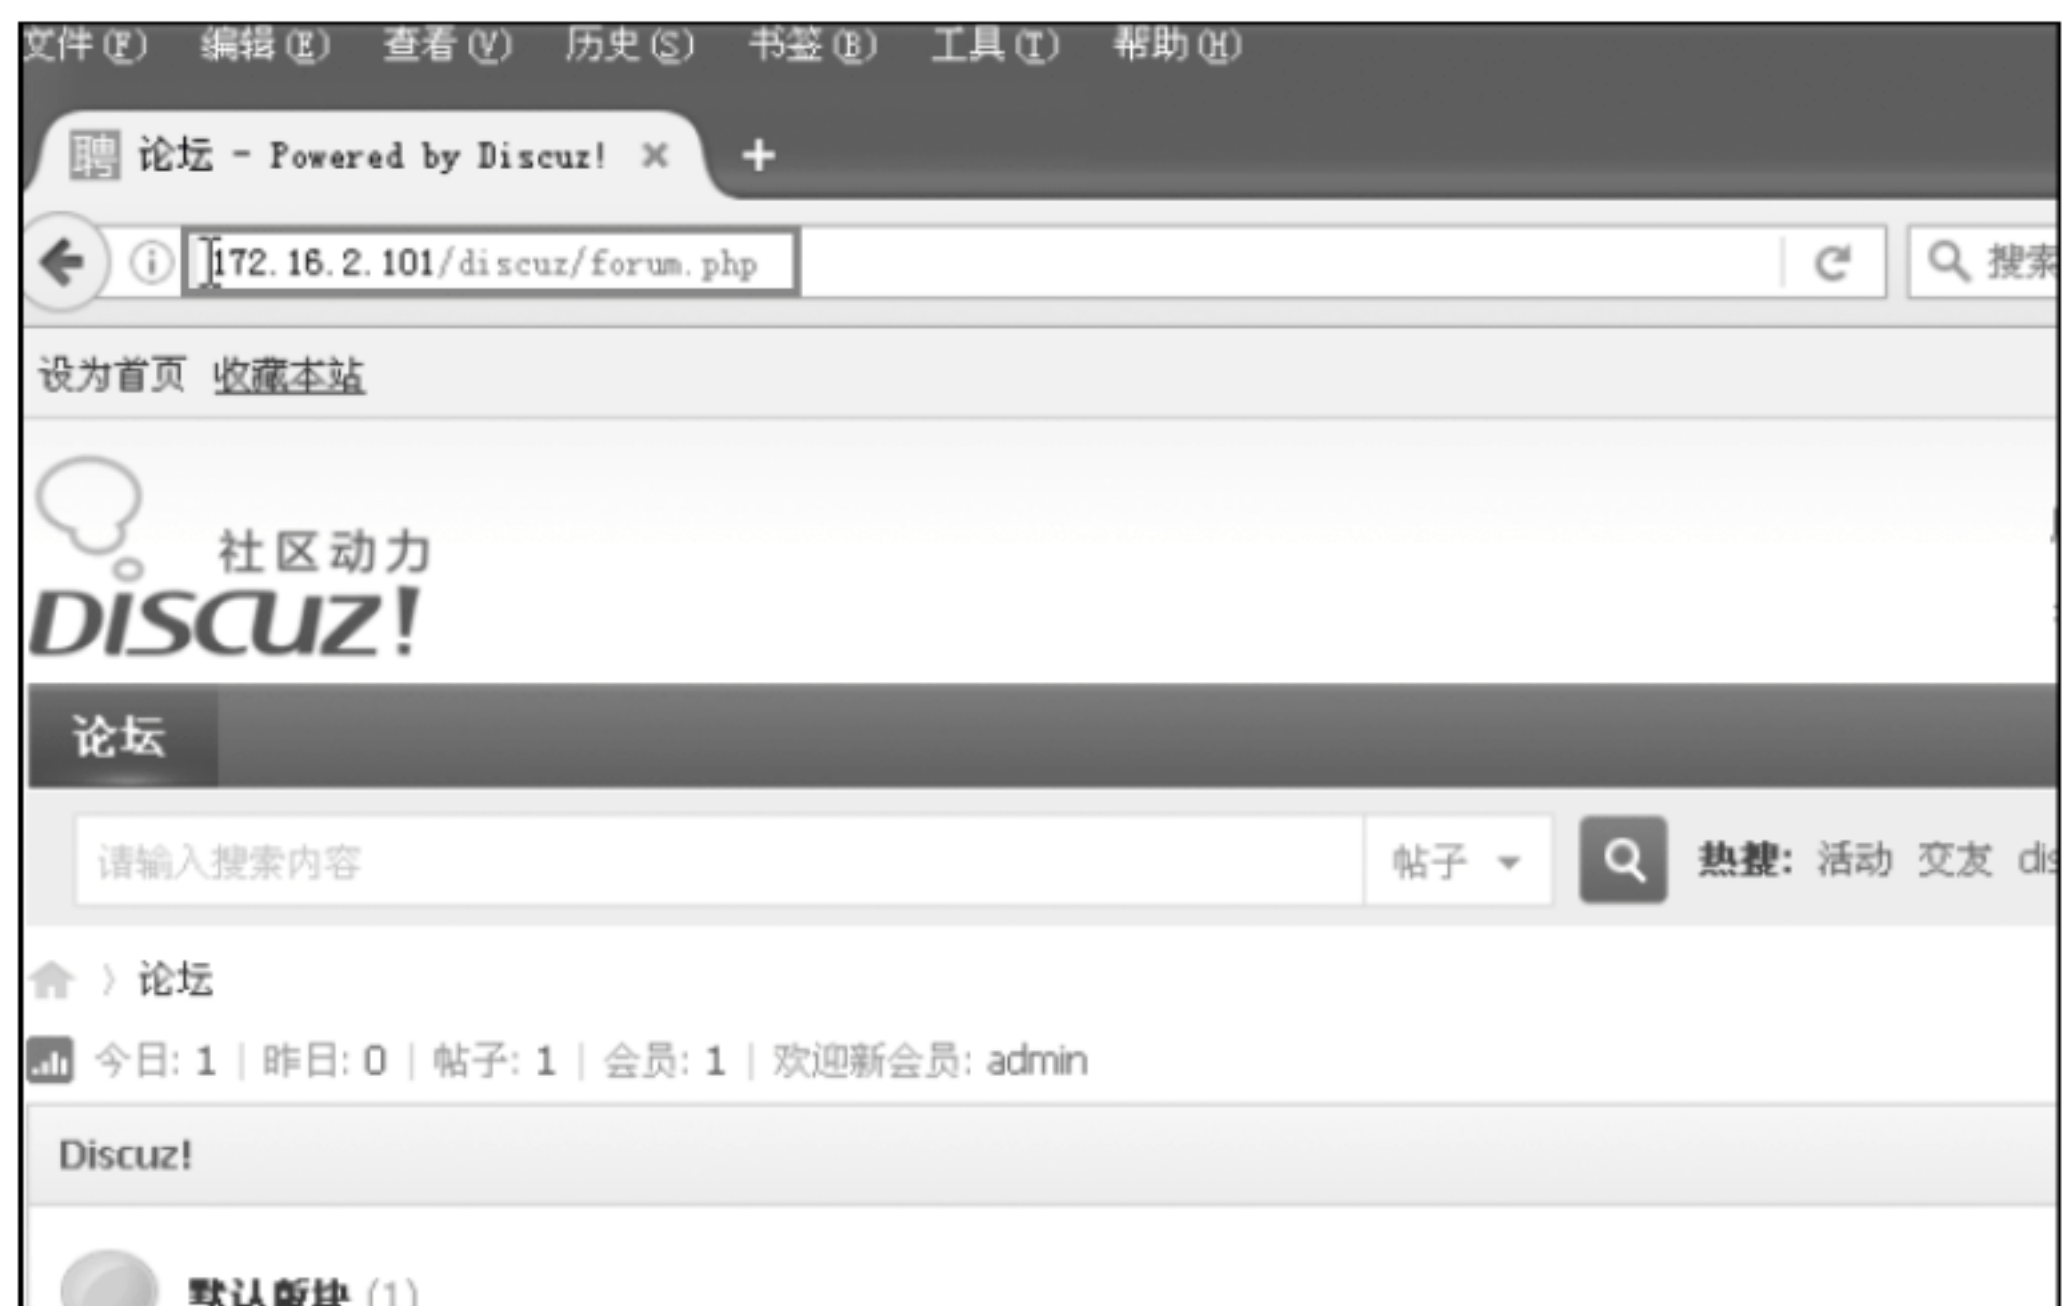 文件(F) 编辑(E) 查看(V) 历史(S) 书签(B) 工具(T) 帮助(H)
聘 论坛 - Powered by Discuz! × +
172.16.2.101/discuz/forum.php 搜索
设为首页 收藏本站
社区动力
DISCUZ!
论坛
请输入搜索内容 帖子 热搜: 活动 交友
论坛
今日: 1 | 昨日: 0 | 帖子: 1 | 会员: 1 | 欢迎新会员: admin
Discuz!
默认版块 (1)